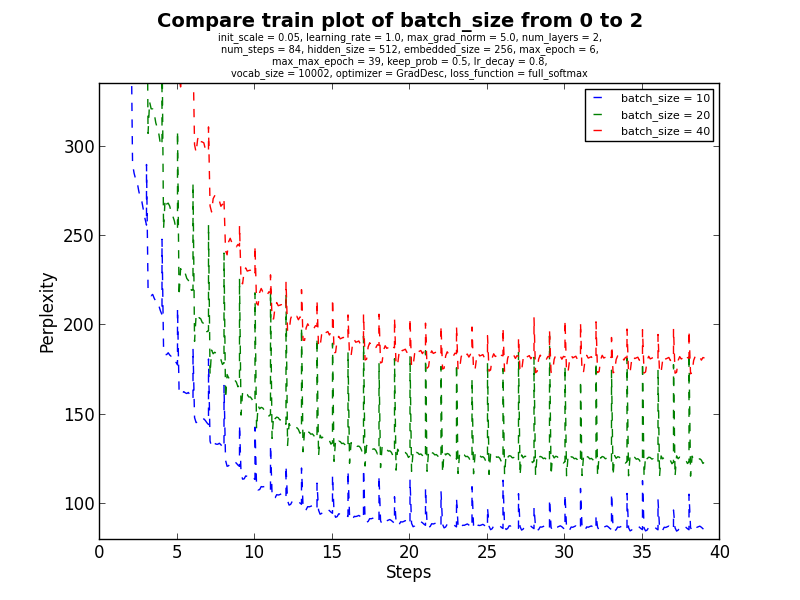 Compare train plot of batch_size from 0 to 2
init_scale = 0.05, learning_rate = 1.0, max_grad_norm = 5.0, num_layers = 2,
num_steps = 84, hidden_size = 512, embedded_size = 256, max_epoch = 6,
max_max_epoch = 39, keep_prob = 0.5, lr_decay = 0.8,
vocab_size = 10002, optimizer = GradDesc, loss_function = full_softmax
batch_size = 10
batch_size = 20
batch_size = 40
300
250
200
150
100
Perplexity
0 5 10 15 20 25 30 35 40
Steps